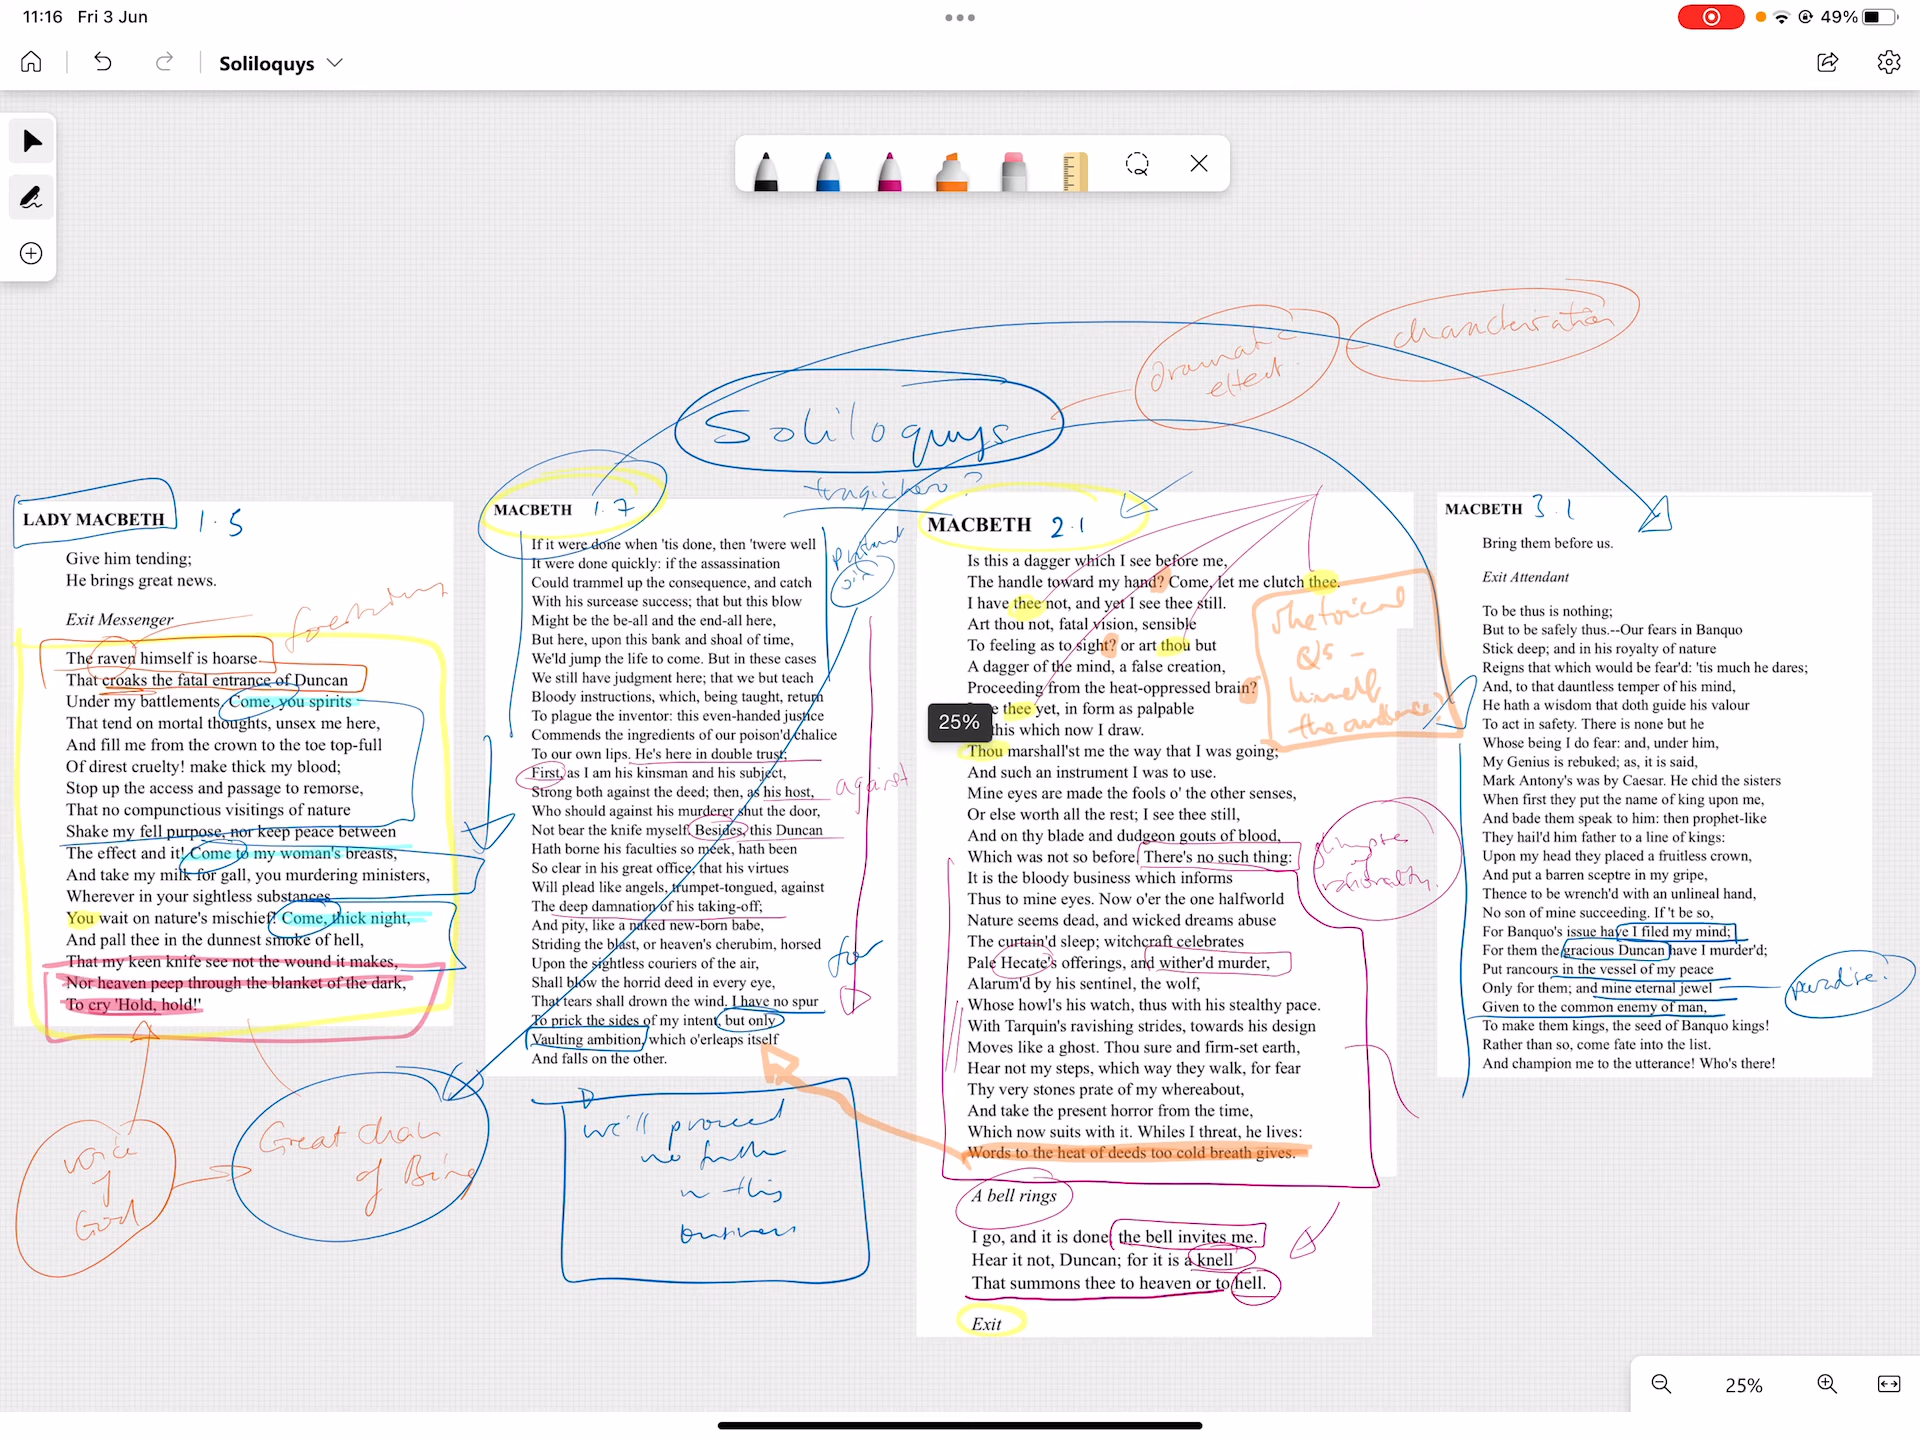 11:16 Fri 3 Jun
49%
Soliloquys
characterisation
dramatic
effect.
Soliloquys
tragic hero?
LADY MACBETH 1.5
Give him tending;
He brings great news.
Exit Messenger
The raven himself is hoarse
That croaks the fatal entrance of Duncan
Under my battlements. Come, you spirits
That tend on mortal thoughts, unsex me here,
And fill me from the crown to the toe top-full
Of direst cruelty! make thick my blood;
Stop up the access and passage to remorse,
That no compunctious visitings of nature
Shake my fell purpose, nor keep peace between
The effect and it! Come to my woman's breasts,
And take my milk for gall, you murdering ministers,
Wherever in your sightless substances
You wait on nature's mischief! Come, thick night,
And pall thee in the dunnest smoke of hell,
That my keen knife see not the wound it makes,
Nor heaven peep through the blanket of the dark,
To cry 'Hold, hold!'
voice
of
God
Great chain
of Being
MACBETH 1.7
If it were done when 'tis done, then 'twere well
It were done quickly: if the assassination
Could trammel up the consequence, and catch
With his surcease success; that but this blow
Might be the be-all and the end-all here,
But here, upon this bank and shoal of time,
We'ld jump the life to come. But in these cases
We still have judgment here; that we but teach
Bloody instructions, which, being taught, return
To plague the inventor: this even-handed justice
Commends the ingredients of our poison'd chalice
To our own lips. He's here in double trust;
First, as I am his kinsman and his subject,
Strong both against the deed; then, as his host,
Who should against his murderer shut the door,
Not bear the knife myself. Besides, this Duncan
Hath borne his faculties so meek, hath been
So clear in his great office, that his virtues
Will plead like angels, trumpet-tongued, against
The deep damnation of his taking-off;
And pity, like a naked new-born babe,
Striding the blast, or heaven's cherubim, horsed
Upon the sightless couriers of the air,
Shall blow the horrid deed in every eye,
That tears shall drown the wind. I have no spur
To prick the sides of my intent, but only
Vaulting ambition, which o'erleaps itself
And falls on the other.
sin
against
for
we'll proceed
no further
in this
business
MACBETH 2.1
Is this a dagger which I see before me,
The handle toward my hand? Come, let me clutch thee.
I have thee not, and yet I see thee still.
Art thou not, fatal vision, sensible
To feeling as to sight? or art thou but
A dagger of the mind, a false creation,
Proceeding from the heat-oppressed brain?
thee yet, in form as palpable
this which now I draw.
Thou marshall'st me the way that I was going;
And such an instrument I was to use.
Mine eyes are made the fools o' the other senses,
Or else worth all the rest; I see thee still,
And on thy blade and dudgeon gouts of blood,
Which was not so before. There's no such thing:
It is the bloody business which informs
Thus to mine eyes. Now o'er the one halfworld
Nature seems dead, and wicked dreams abuse
The curtain'd sleep; witchcraft celebrates
Pale Hecate's offerings, and wither'd murder,
Alarum'd by his sentinel, the wolf,
Whose howl's his watch, thus with his stealthy pace.
With Tarquin's ravishing strides, towards his design
Moves like a ghost. Thou sure and firm-set earth,
Hear not my steps, which way they walk, for fear
Thy very stones prate of my whereabout,
And take the present horror from the time,
Which now suits with it. Whiles I threat, he lives:
Words to the heat of deeds too cold breath gives.
A bell rings
I go, and it is done; the bell invites me.
Hear it not, Duncan; for it is a knell
That summons thee to heaven or to hell.
Exit
25%
rhetorical
Qs -
himself
the audience?
glimpse
of
rationality.
MACBETH 3.1
Bring them before us.
Exit Attendant
To be thus is nothing;
But to be safely thus.--Our fears in Banquo
Stick deep; and in his royalty of nature
Reigns that which would be fear'd: 'tis much he dares;
And, to that dauntless temper of his mind,
He hath a wisdom that doth guide his valour
To act in safety. There is none but he
Whose being I do fear: and, under him,
My Genius is rebuked; as, it is said,
Mark Antony's was by Caesar. He chid the sisters
When first they put the name of king upon me,
And bade them speak to him: then prophet-like
They hail'd him father to a line of kings:
Upon my head they placed a fruitless crown,
And put a barren sceptre in my gripe,
Thence to be wrench'd with an unlineal hand,
No son of mine succeeding. If 't be so,
For Banquo's issue have I filed my mind;
For them the gracious Duncan have I murder'd;
Put rancours in the vessel of my peace
Only for them; and mine eternal jewel
Given to the common enemy of man,
To make them kings, the seed of Banquo kings!
Rather than so, come fate into the list.
And champion me to the utterance! Who's there!
paradise!
25%